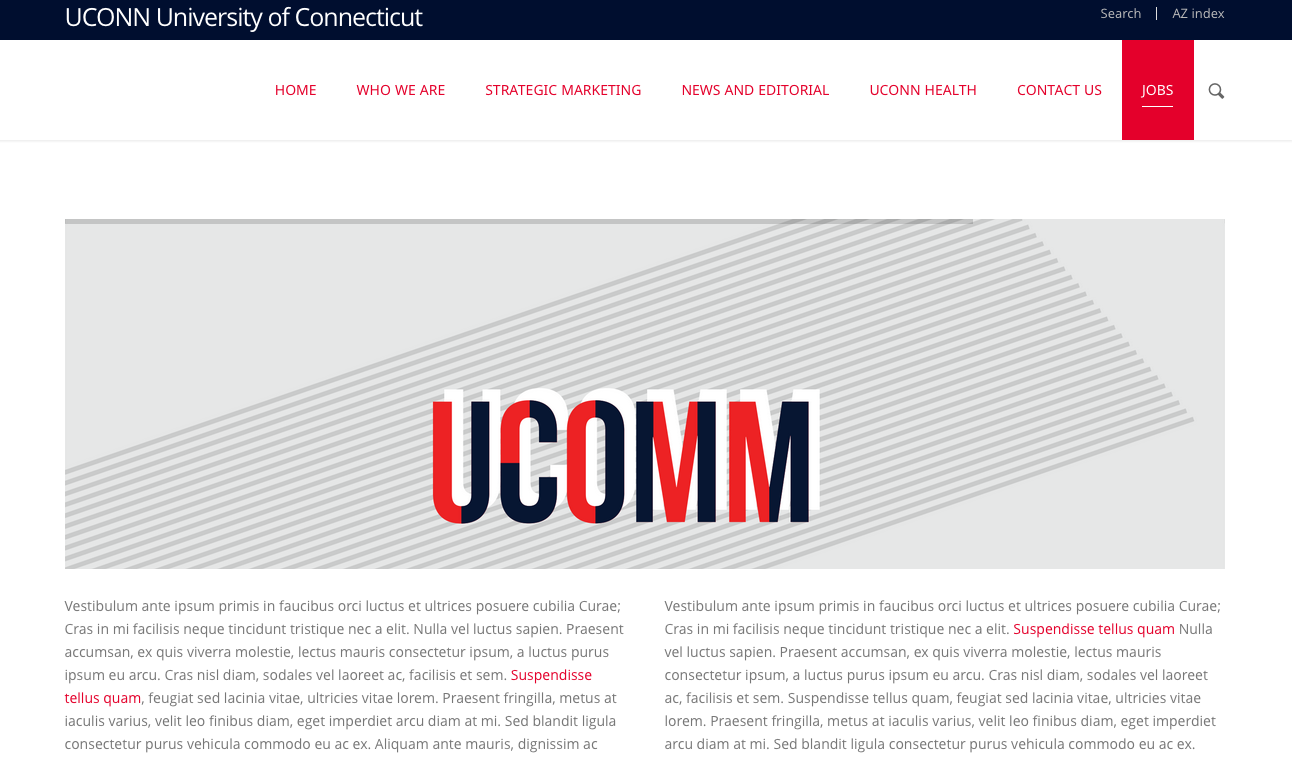 UCONN University of Connecticut
Search | AZ index
HOME WHO WE ARE STRATEGIC MARKETING NEWS AND EDITORIAL UCONN HEALTH CONTACT US JOBS
UCOMM
Vestibulum ante ipsum primis in faucibus orci luctus et ultrices posuere cubilia Curae;
Cras in mi facilisis neque tincidunt tristique nec a elit. Nulla vel luctus sapien. Praesent
accumsan, ex quis viverra molestie, lectus mauris consectetur ipsum, a luctus purus
ipsum eu arcu. Cras nisl diam, sodales vel laoreet ac, facilisis et sem. Suspendisse
tellus quam, feugiat sed lacinia vitae, ultricies vitae lorem. Praesent fringilla, metus at
iaculis varius, velit leo finibus diam, eget imperdiet arcu diam at mi. Sed blandit ligula
consectetur purus vehicula commodo eu ac ex. Aliquam ante mauris, dignissim ac
Vestibulum ante ipsum primis in faucibus orci luctus et ultrices posuere cubilia Curae;
Cras in mi facilisis neque tincidunt tristique nec a elit. Suspendisse tellus quam Nulla
vel luctus sapien. Praesent accumsan, ex quis viverra molestie, lectus mauris
consectetur ipsum, a luctus purus ipsum eu arcu. Cras nisl diam, sodales vel laoreet
ac, facilisis et sem. Suspendisse tellus quam, feugiat sed lacinia vitae, ultricies vitae
lorem. Praesent fringilla, metus at iaculis varius, velit leo finibus diam, eget imperdiet
arcu diam at mi. Sed blandit ligula consectetur purus vehicula commodo eu ac ex.